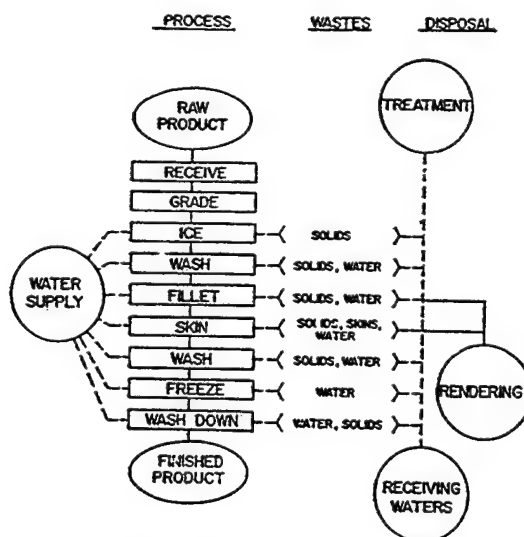 PROCESS WASTES DISPOSAL
RAW
PRODUCT
TREATMENT
RECEIVE
GRADE
ICE SOLIDS
WASH SOLIDS, WATER
WATER
SUPPLY
FILLET SOLIDS, WATER
SKIN SOLIDS, SKINS,
WATER
WASH SOLIDS, WATER
RENDERING
FREEZE WATER
WASH DOWN WATER, SOLIDS
FINISHED
PRODUCT
RECEIVING
WATERS